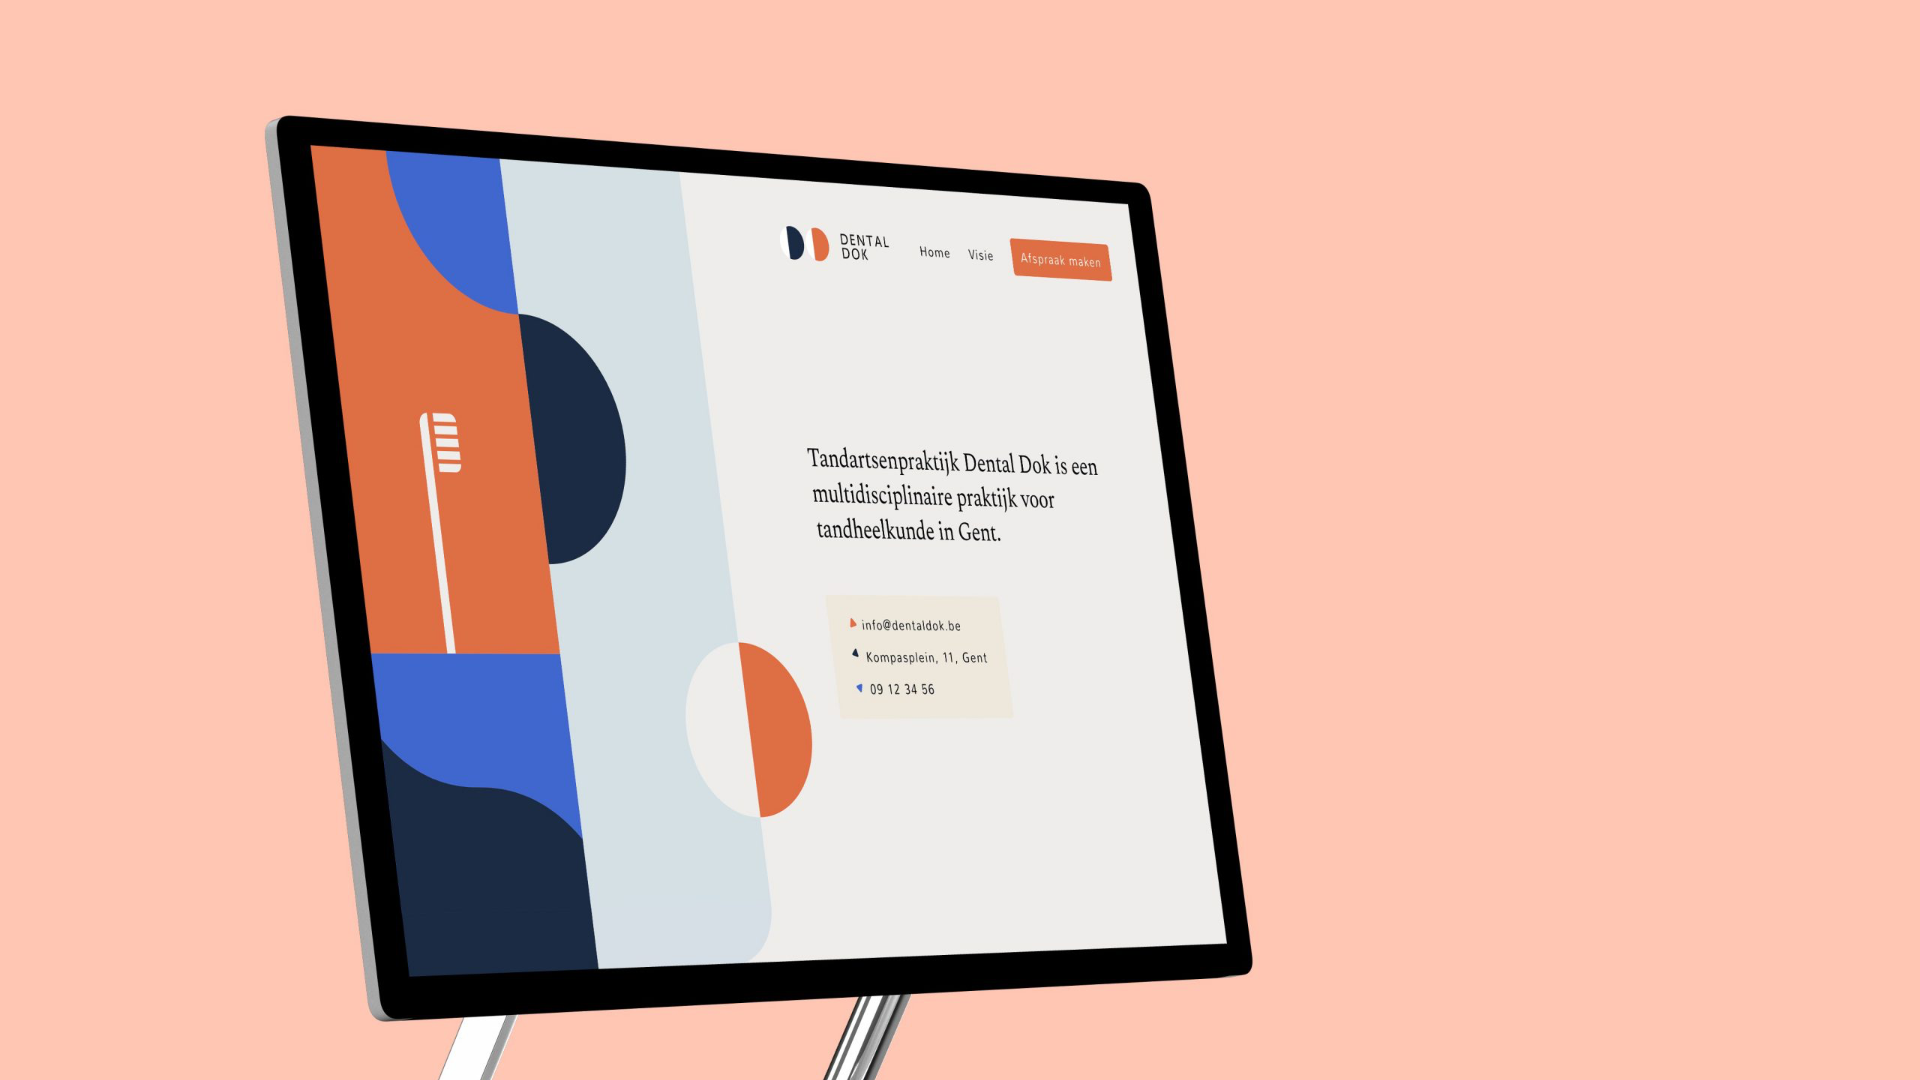 DENTAL
DOK
Home
Visie
Afspraak maken
Tandartsenpraktijk Dental Dok is een
multidisciplinaire praktijk voor
tandheelkunde in Gent.
info@dentaldok.be
Kompasplein, 11, Gent
09 12 34 56